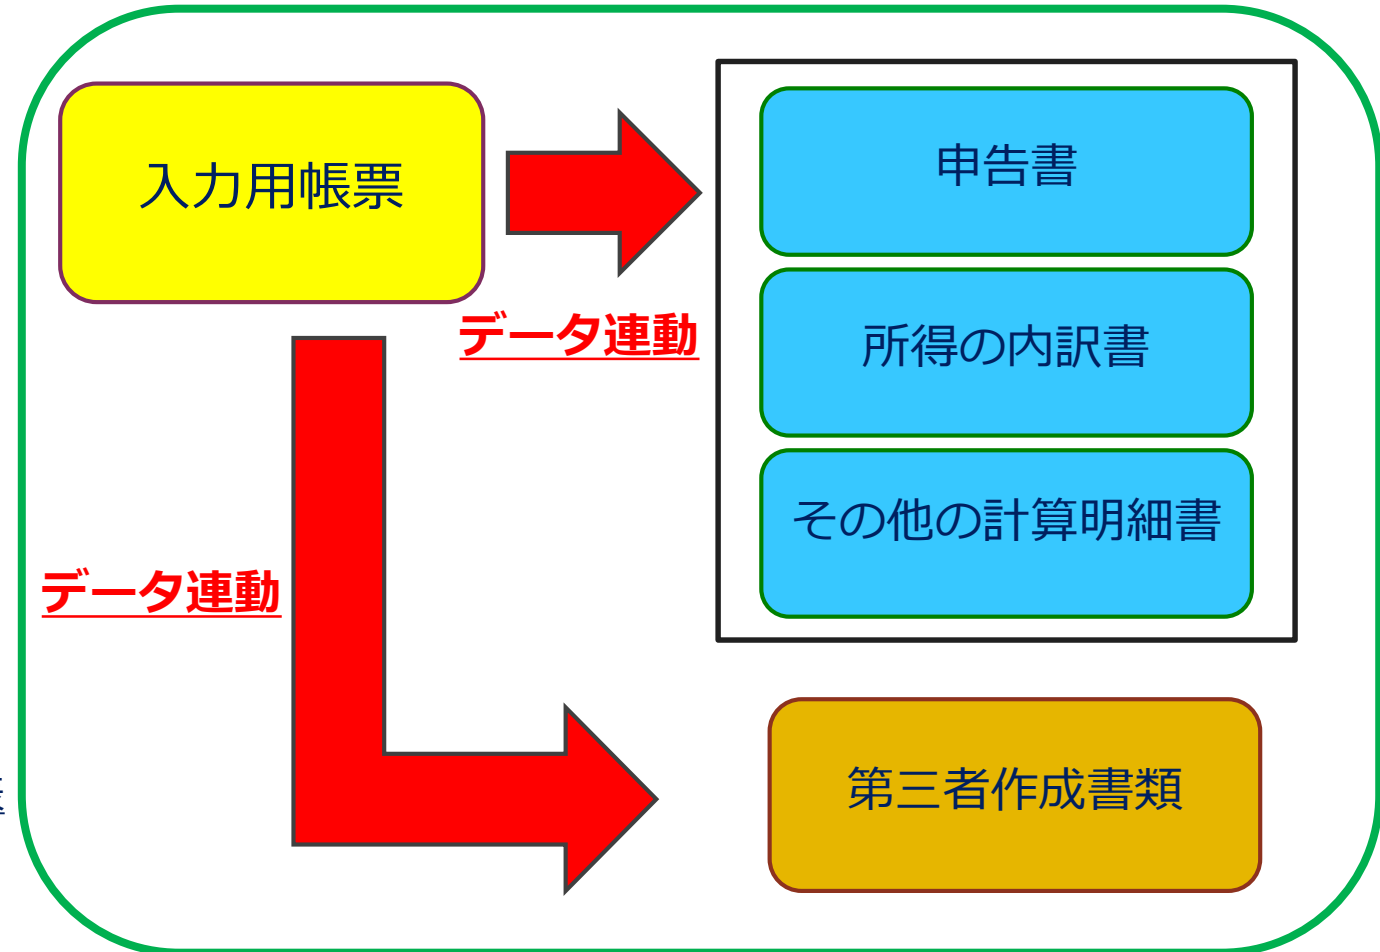 入力用帳票
申告書
データ連動
所得の内訳書
その他の計算明細書
データ連動
第三者作成書類